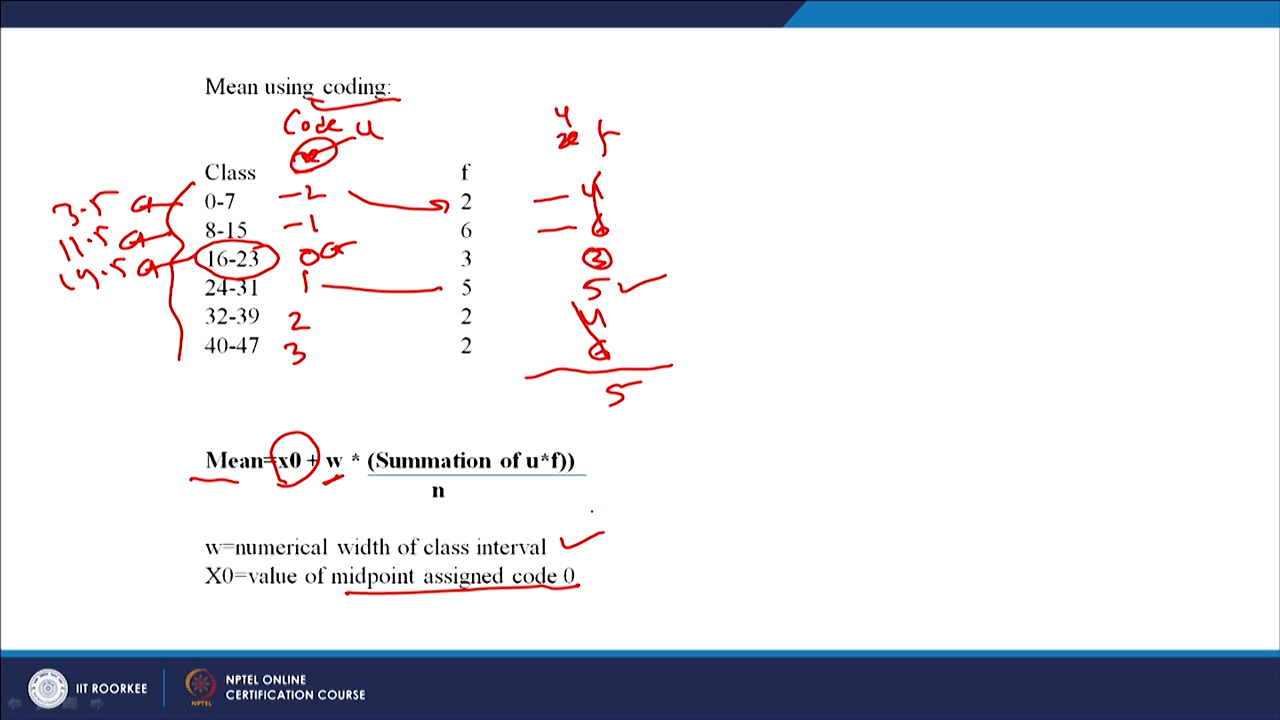 Mean using coding:
Code u
u
x f
Class f
3.5 0-7 -2 2 - 4
11.5 8-15 -1 6 - 6
19.5 16-23 0 3 3
24-31 1 5 5
32-39 2 2 4
40-47 3 2 6
5
Mean=x0 + w * (Summation of u*f))
n
w=numerical width of class interval
X0=value of midpoint assigned code 0
IIT ROORKEE
NPTEL ONLINE
CERTIFICATION COURSE
NPTEL